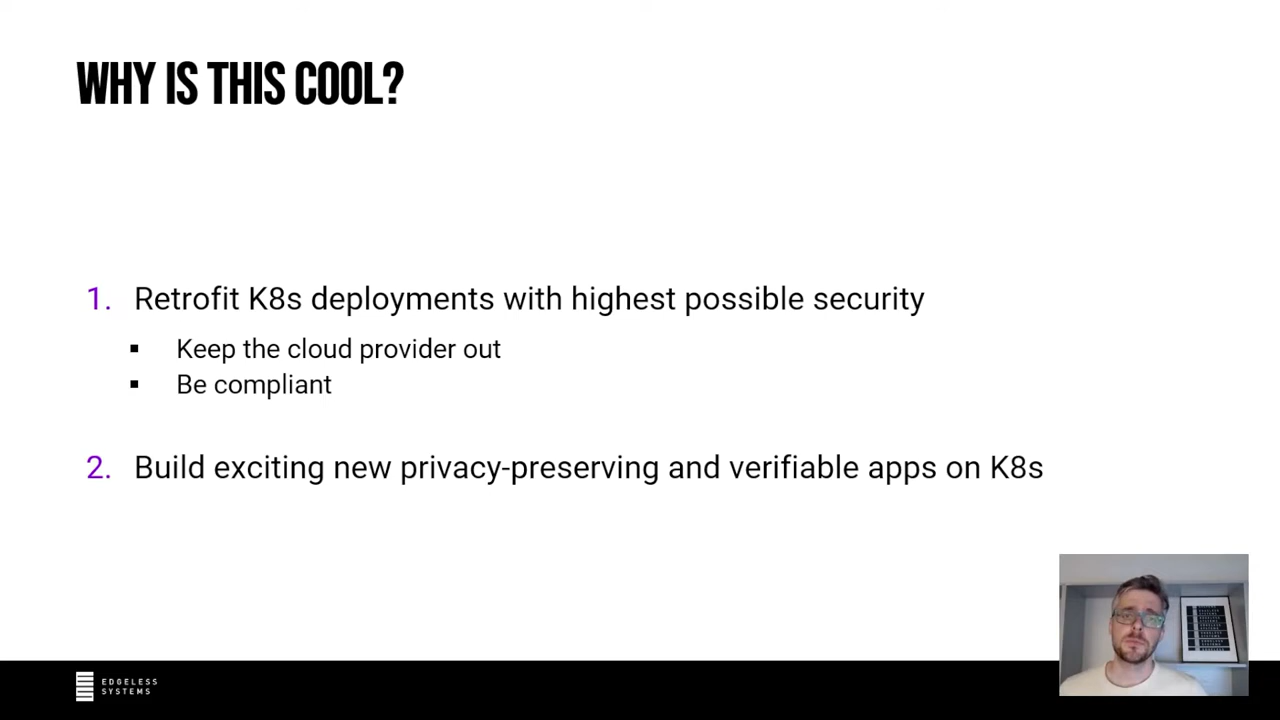 WHY IS THIS COOL?
1. Retrofit K8s deployments with highest possible security
▪ Keep the cloud provider out
▪ Be compliant
2. Build exciting new privacy-preserving and verifiable apps on K8s
EDGELESS
SYSTEMS